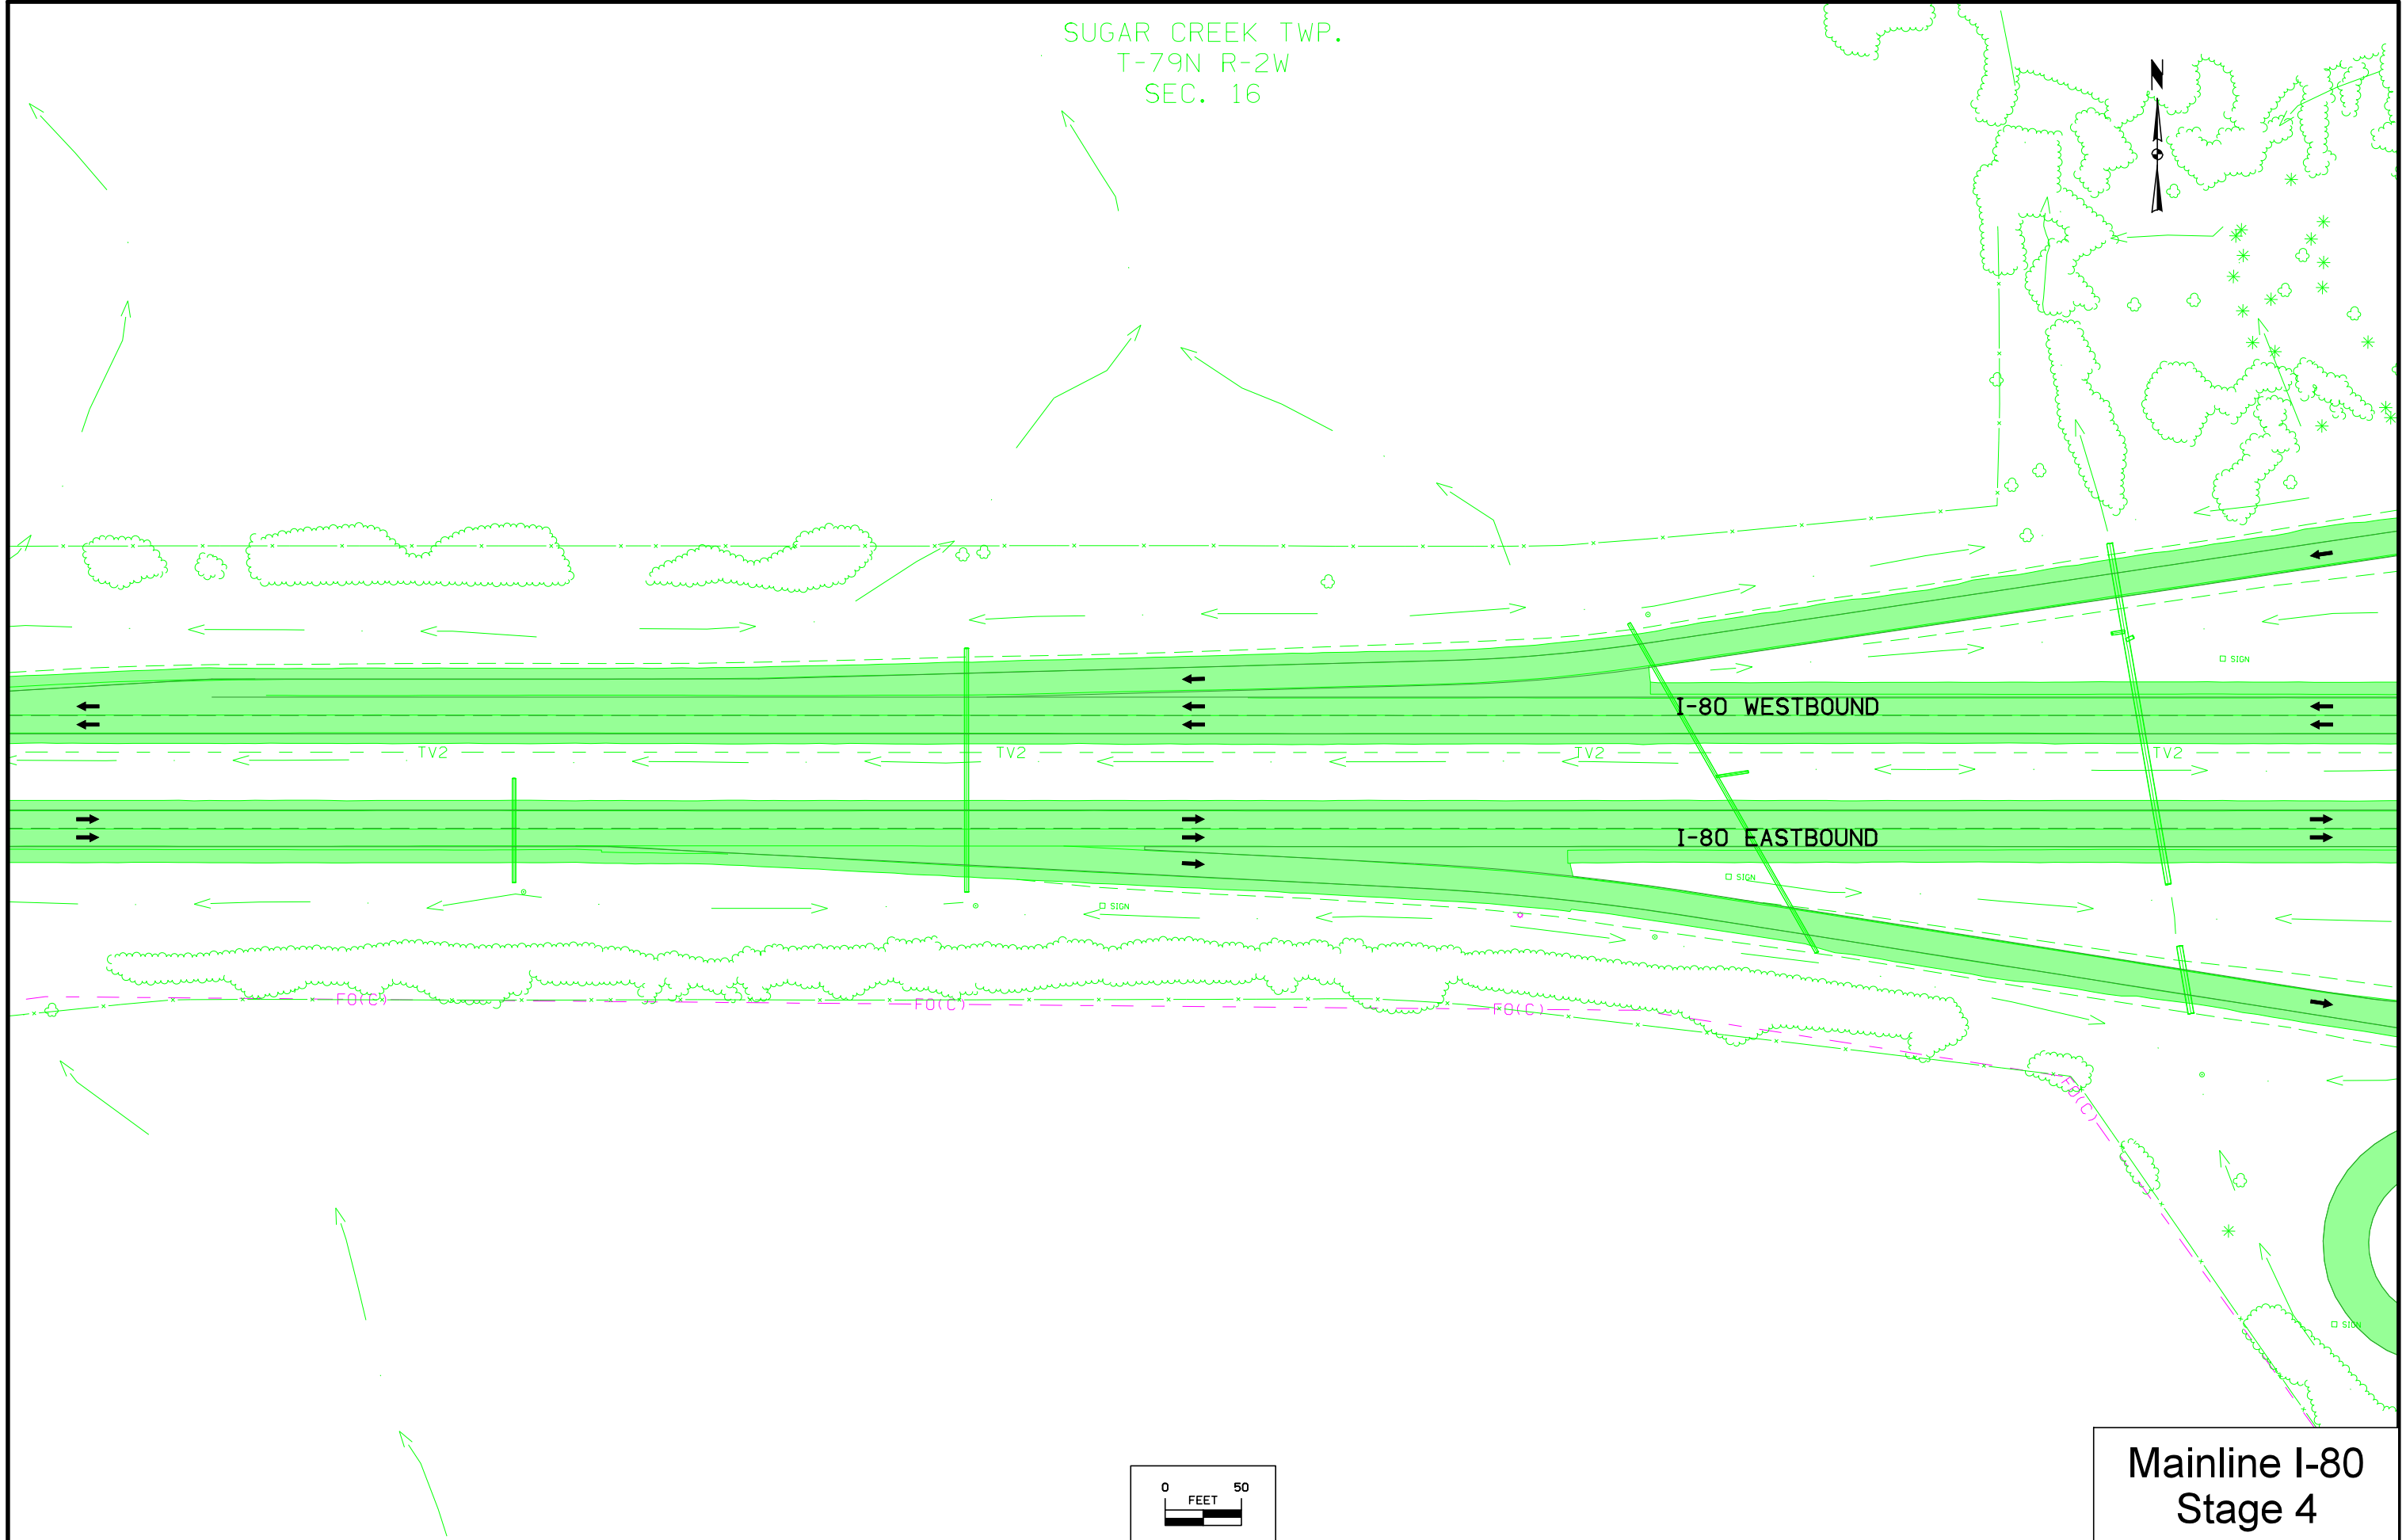 SUGAR CREEK TWP.
T-79N R-2W
SEC. 16
N
SIGN
I-80 WESTBOUND
TV2 TV2 TV2 TV2
I-80 EASTBOUND
SIGN
SIGN
FO(C) FO(C) FO(C)
FO(C)
SIGN
0 50
FEET
Mainline I-80
Stage 4